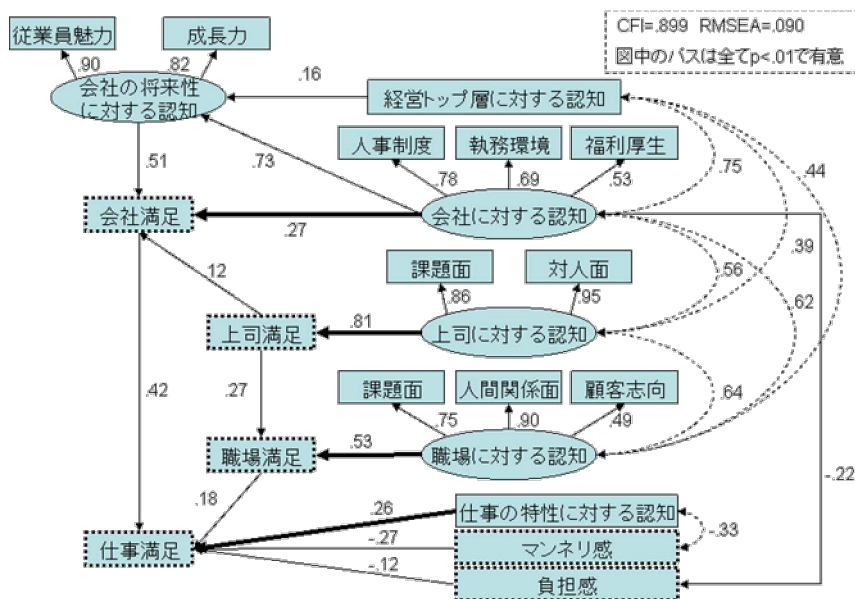 CFI=.899 RMSEA=.090
図中のパスは全てp<.01で有意
従業員魅力
成長力
.90
.82
会社の将来性
に対する認知
.16
経営トップ層に対する認知
人事制度
執務環境
福利厚生
.51
.73
.78
.69
.53
.75
.44
会社満足
.27
会社に対する認知
課題面
対人面
.12
.86
.95
.56
.39
.62
上司満足
.81
上司に対する認知
.42
.27
課題面
人間関係面
顧客志向
.75
.90
.49
.64
職場満足
.53
職場に対する認知
-.22
.18
.26
仕事の特性に対する認知
-.33
仕事満足
-.27
マンネリ感
-.12
負担感